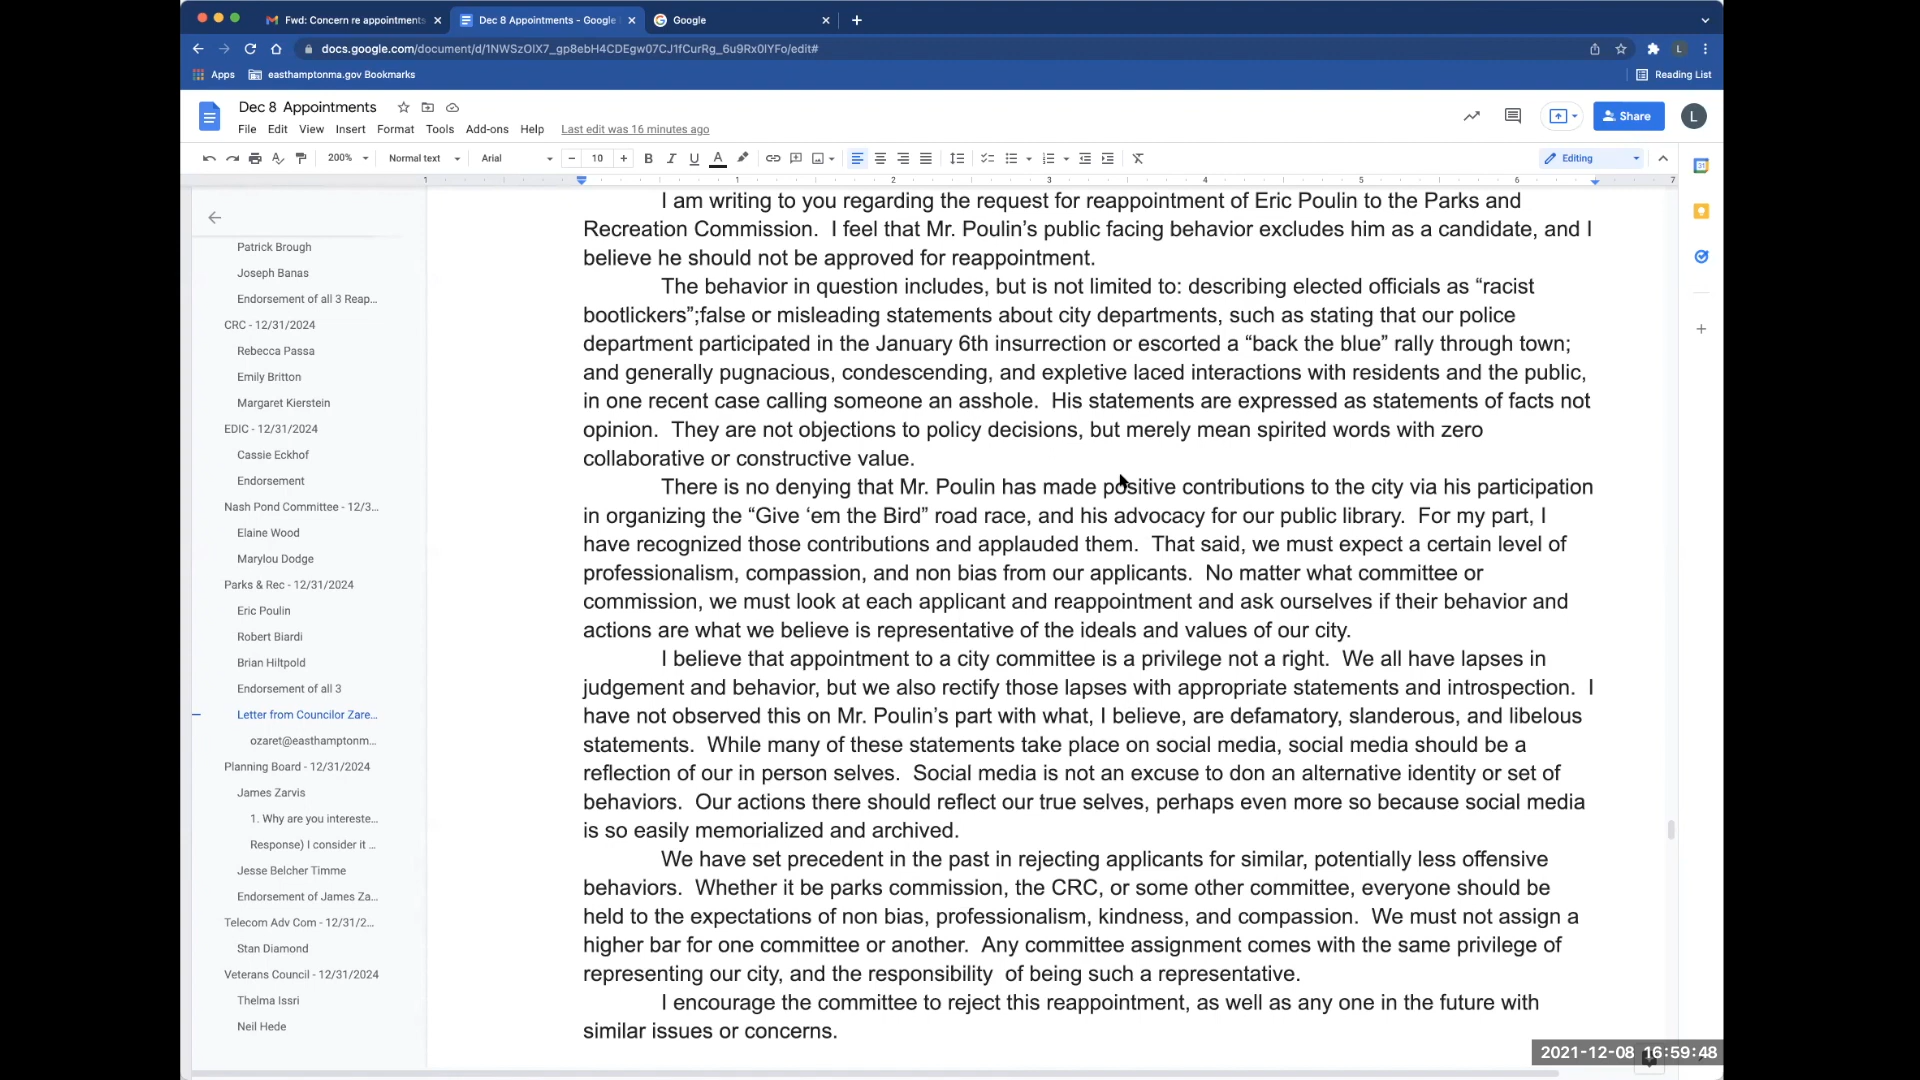 Fwd: Concern re appointments
Dec 8 Appointments - Google
Google
docs.google.com/document/d/1NWSzOIX7_gp8ebH4CDEgw07CJ1fCurRg_6u9Rx0IYFo/edit#
L
Apps
easthamptonma.gov Bookmarks
Reading List
Dec 8 Appointments
File Edit View Insert Format Tools Add-ons Help Last edit was 16 minutes ago
Share
L
200% Normal text Arial 10 B I U A Editing
1 1 2 3 4 5 6 7
Patrick Brough
Joseph Banas
Endorsement of all 3 Reap...
CRC - 12/31/2024
Rebecca Passa
Emily Britton
Margaret Kierstein
EDIC - 12/31/2024
Cassie Eckhof
Endorsement
Nash Pond Committee - 12/3...
Elaine Wood
Marylou Dodge
Parks & Rec - 12/31/2024
Eric Poulin
Robert Biardi
Brian Hiltpold
Endorsement of all 3
Letter from Councilor Zare...
ozaret@easthamptonm...
Planning Board - 12/31/2024
James Zarvis
1. Why are you intereste...
Response) I consider it ...
Jesse Belcher Timme
Endorsement of James Za...
Telecom Adv Com - 12/31/2...
Stan Diamond
Veterans Council - 12/31/2024
Thelma Issri
Neil Hede
I am writing to you regarding the request for reappointment of Eric Poulin to the Parks and
Recreation Commission. I feel that Mr. Poulin's public facing behavior excludes him as a candidate, and I
believe he should not be approved for reappointment.
The behavior in question includes, but is not limited to: describing elected officials as “racist
bootlickers”;false or misleading statements about city departments, such as stating that our police
department participated in the January 6th insurrection or escorted a “back the blue” rally through town;
and generally pugnacious, condescending, and expletive laced interactions with residents and the public,
in one recent case calling someone an asshole. His statements are expressed as statements of facts not
opinion. They are not objections to policy decisions, but merely mean spirited words with zero
collaborative or constructive value.
There is no denying that Mr. Poulin has made positive contributions to the city via his participation
in organizing the “Give ‘em the Bird” road race, and his advocacy for our public library. For my part, I
have recognized those contributions and applauded them. That said, we must expect a certain level of
professionalism, compassion, and non bias from our applicants. No matter what committee or
commission, we must look at each applicant and reappointment and ask ourselves if their behavior and
actions are what we believe is representative of the ideals and values of our city.
I believe that appointment to a city committee is a privilege not a right. We all have lapses in
judgement and behavior, but we also rectify those lapses with appropriate statements and introspection. I
have not observed this on Mr. Poulin's part with what, I believe, are defamatory, slanderous, and libelous
statements. While many of these statements take place on social media, social media should be a
reflection of our in person selves. Social media is not an excuse to don an alternative identity or set of
behaviors. Our actions there should reflect our true selves, perhaps even more so because social media
is so easily memorialized and archived.
We have set precedent in the past in rejecting applicants for similar, potentially less offensive
behaviors. Whether it be parks commission, the CRC, or some other committee, everyone should be
held to the expectations of non bias, professionalism, kindness, and compassion. We must not assign a
higher bar for one committee or another. Any committee assignment comes with the same privilege of
representing our city, and the responsibility of being such a representative.
I encourage the committee to reject this reappointment, as well as any one in the future with
similar issues or concerns.
2021-12-08 16:59:48